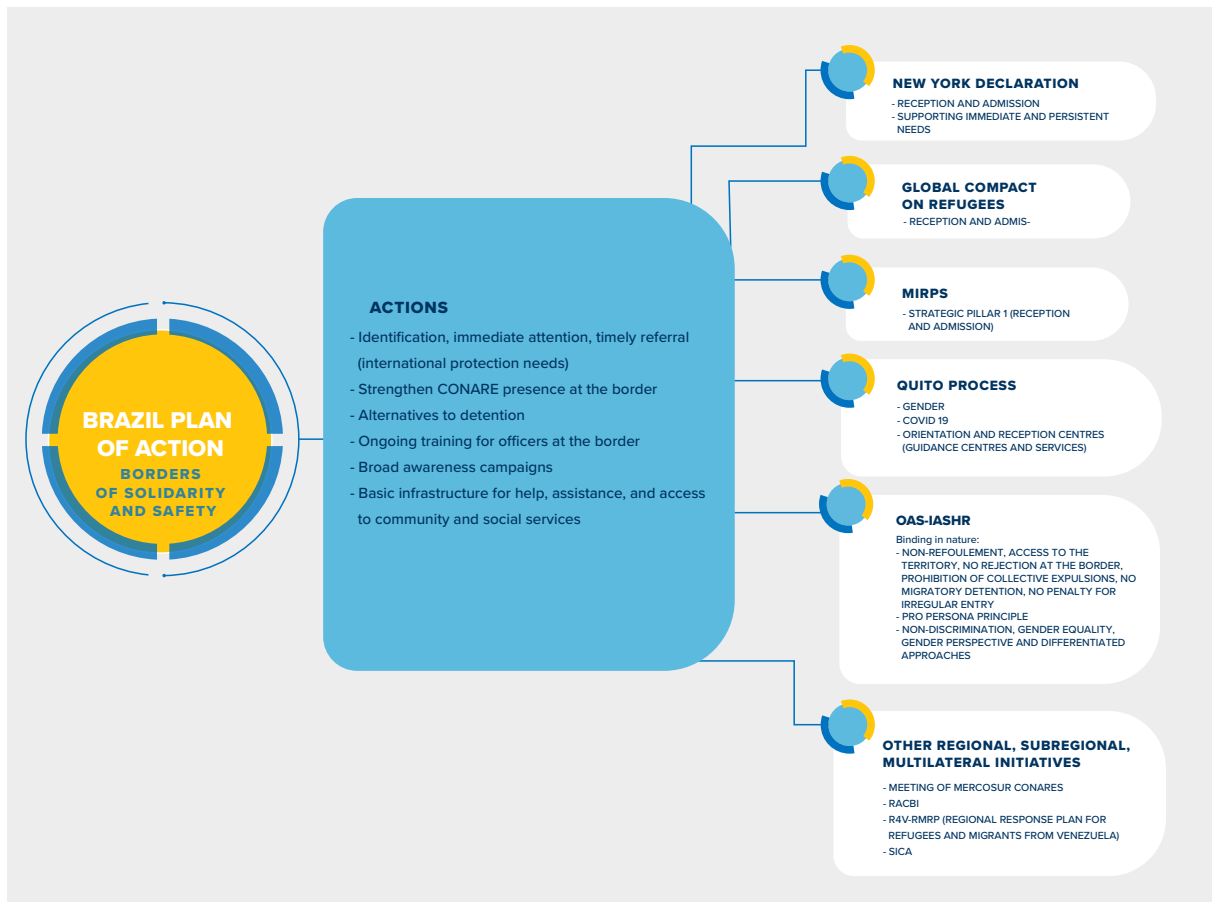 BRAZIL PLAN
OF ACTION
BORDERS
OF SOLIDARITY
AND SAFETY
ACTIONS
- Identification, immediate attention, timely referral
(international protection needs)
- Strengthen CONARE presence at the border
- Alternatives to detention
- Ongoing training for officers at the border
- Broad awareness campaigns
- Basic infrastructure for help, assistance, and access
to community and social services
NEW YORK DECLARATION
- RECEPTION AND ADMISSION
- SUPPORTING IMMEDIATE AND PERSISTENT
NEEDS
GLOBAL COMPACT
ON REFUGEES
- RECEPTION AND ADMIS-
MIRPS
- STRATEGIC PILLAR 1 (RECEPTION
AND ADMISSION)
QUITO PROCESS
- GENDER
- COVID 19
- ORIENTATION AND RECEPTION CENTRES
(GUIDANCE CENTRES AND SERVICES)
OAS-IASHR
Binding in nature:
- NON-REFOULEMENT, ACCESS TO THE
TERRITORY, NO REJECTION AT THE BORDER,
PROHIBITION OF COLLECTIVE EXPULSIONS, NO
MIGRATORY DETENTION, NO PENALTY FOR
IRREGULAR ENTRY
- PRO PERSONA PRINCIPLE
- NON-DISCRIMINATION, GENDER EQUALITY,
GENDER PERSPECTIVE AND DIFFERENTIATED
APPROACHES
OTHER REGIONAL, SUBREGIONAL,
MULTILATERAL INITIATIVES
- MEETING OF MERCOSUR CONARES
- RACBI
- R4V-RMRP (REGIONAL RESPONSE PLAN FOR
REFUGEES AND MIGRANTS FROM VENEZUELA)
- SICA